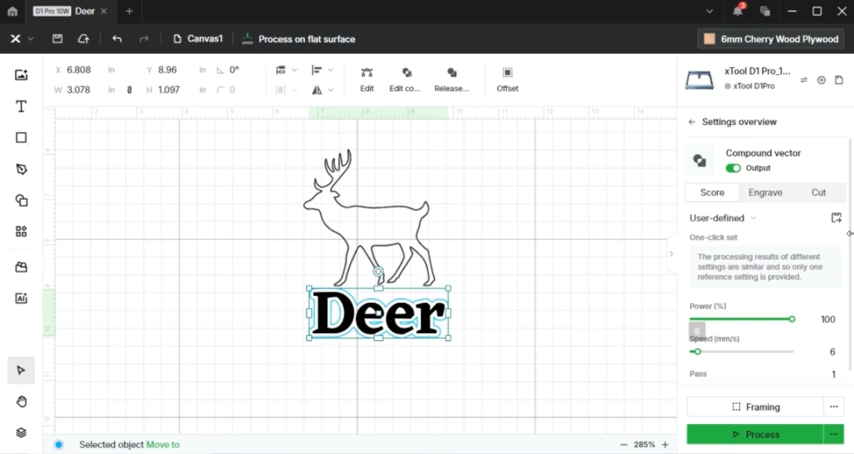 D1 Pro 10W Deer
3
Canvas1 Process on flat surface 6mm Cherry Wood Plywood
X 6.808 in Y 8.96 in 0°
W 3.078 in H 1.097 in 0
Edit Edit co... Release... Offset
xTool D1 Pro_1...
xTool D1Pro
Settings overview
Compound vector
Output
Score Engrave Cut
User-defined
One-click set
The processing results of different
settings are similar and so only one
reference setting is provided.
Power (%)
100
6
Speed (mm/s)
6
Pass 1
Deer
Framing
Process
Selected object Move to
285%